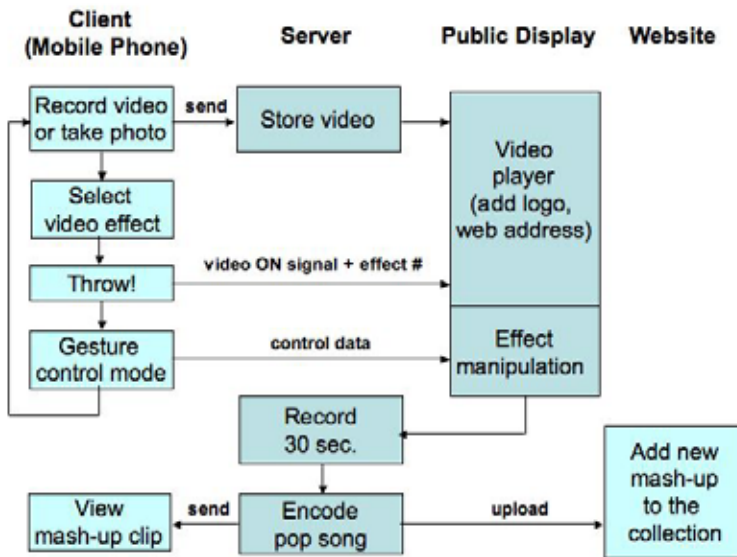 Client
(Mobile Phone)
Server
Public Display
Website
Record video
or take photo
send
Store video
Video
player
(add logo,
web address)
Select
video effect
Throw!
video ON signal + effect #
Gesture
control mode
control data
Effect
manipulation
Record
30 sec.
Add new
mash-up
to the
collection
View
mash-up clip
send
Encode
pop song
upload